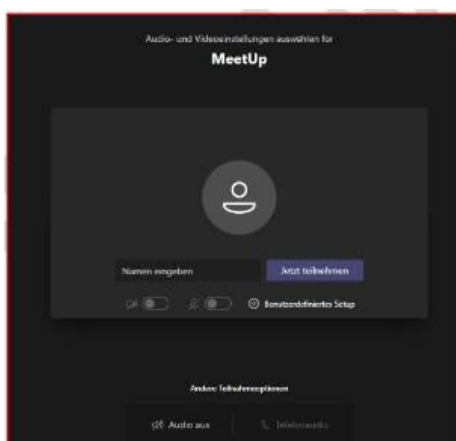 Audio- und Videoeinstellungen auswählen für
MeetUp
Namen eingeben
Jetzt teilnehmen
Benutzerdefiniertes Setup
Andere Teilnahmeoptionen
Audio aus
Telefonaudio